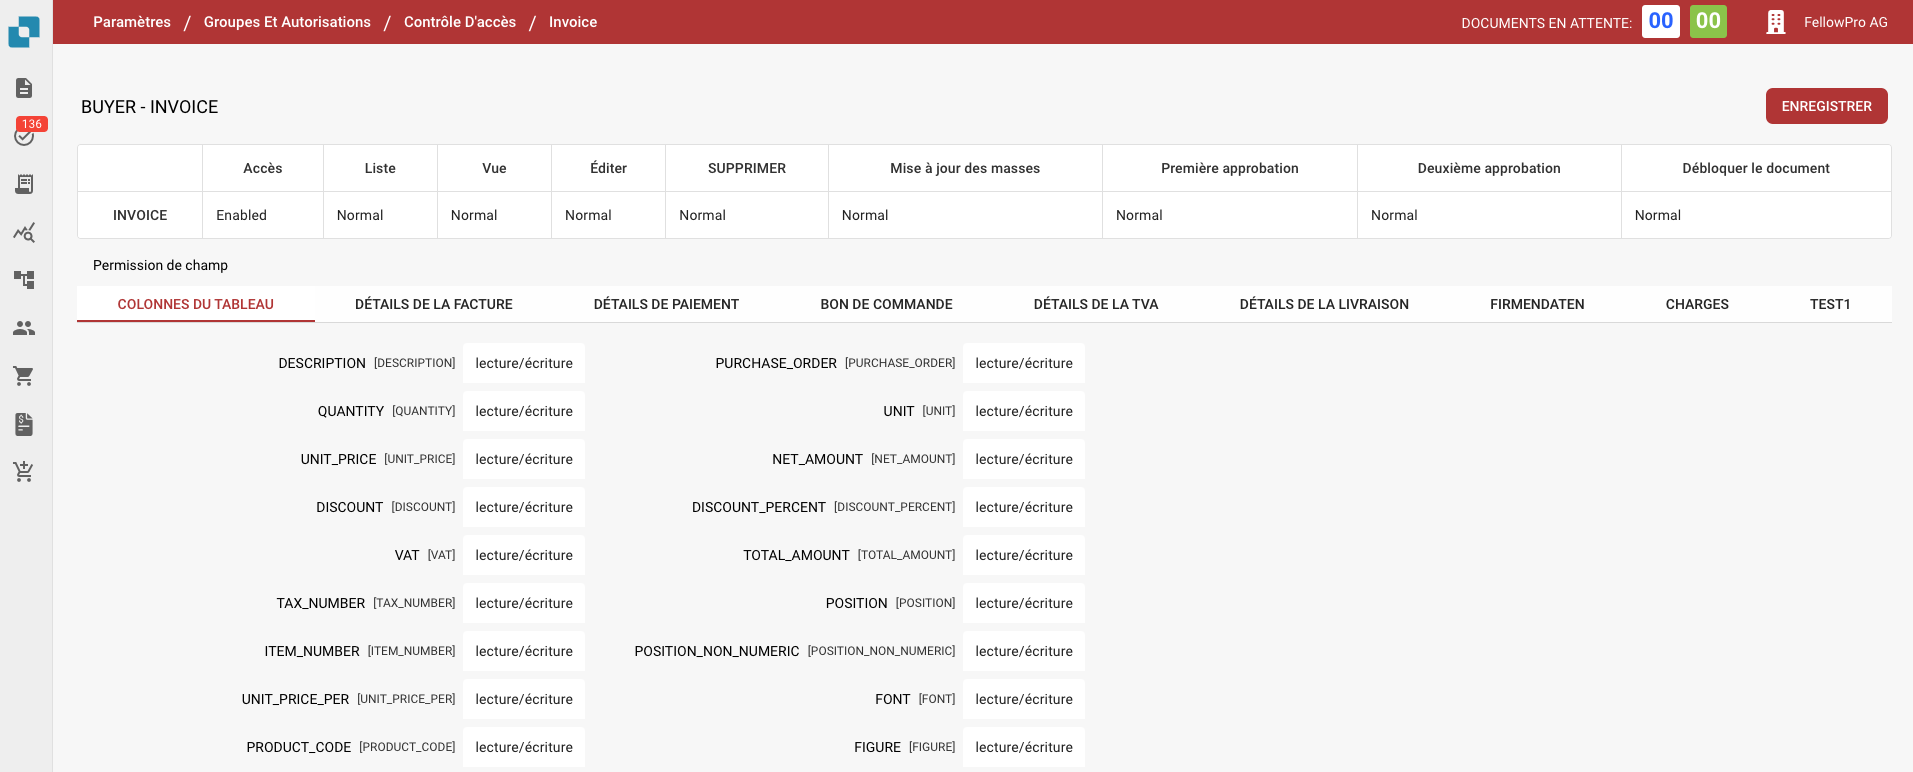 Paramètres / Groupes Et Autorisations / Contrôle D'accès / Invoice DOCUMENTS EN ATTENTE: 00 00 FellowPro AG
136
BUYER - INVOICE ENREGISTRER
Accès Liste Vue Éditer SUPPRIMER Mise à jour des masses Première approbation Deuxième approbation Débloquer le document
INVOICE Enabled Normal Normal Normal Normal Normal Normal Normal Normal
Permission de champ
COLONNES DU TABLEAU DÉTAILS DE LA FACTURE DÉTAILS DE PAIEMENT BON DE COMMANDE DÉTAILS DE LA TVA DÉTAILS DE LA LIVRAISON FIRMENDATEN CHARGES TEST1
DESCRIPTION [DESCRIPTION] lecture/écriture PURCHASE_ORDER [PURCHASE_ORDER] lecture/écriture
QUANTITY [QUANTITY] lecture/écriture UNIT [UNIT] lecture/écriture
UNIT_PRICE [UNIT_PRICE] lecture/écriture NET_AMOUNT [NET_AMOUNT] lecture/écriture
DISCOUNT [DISCOUNT] lecture/écriture DISCOUNT_PERCENT [DISCOUNT_PERCENT] lecture/écriture
VAT [VAT] lecture/écriture TOTAL_AMOUNT [TOTAL_AMOUNT] lecture/écriture
TAX_NUMBER [TAX_NUMBER] lecture/écriture POSITION [POSITION] lecture/écriture
ITEM_NUMBER [ITEM_NUMBER] lecture/écriture POSITION_NON_NUMERIC [POSITION_NON_NUMERIC] lecture/écriture
UNIT_PRICE_PER [UNIT_PRICE_PER] lecture/écriture FONT [FONT] lecture/écriture
PRODUCT_CODE [PRODUCT_CODE] lecture/écriture FIGURE [FIGURE] lecture/écriture